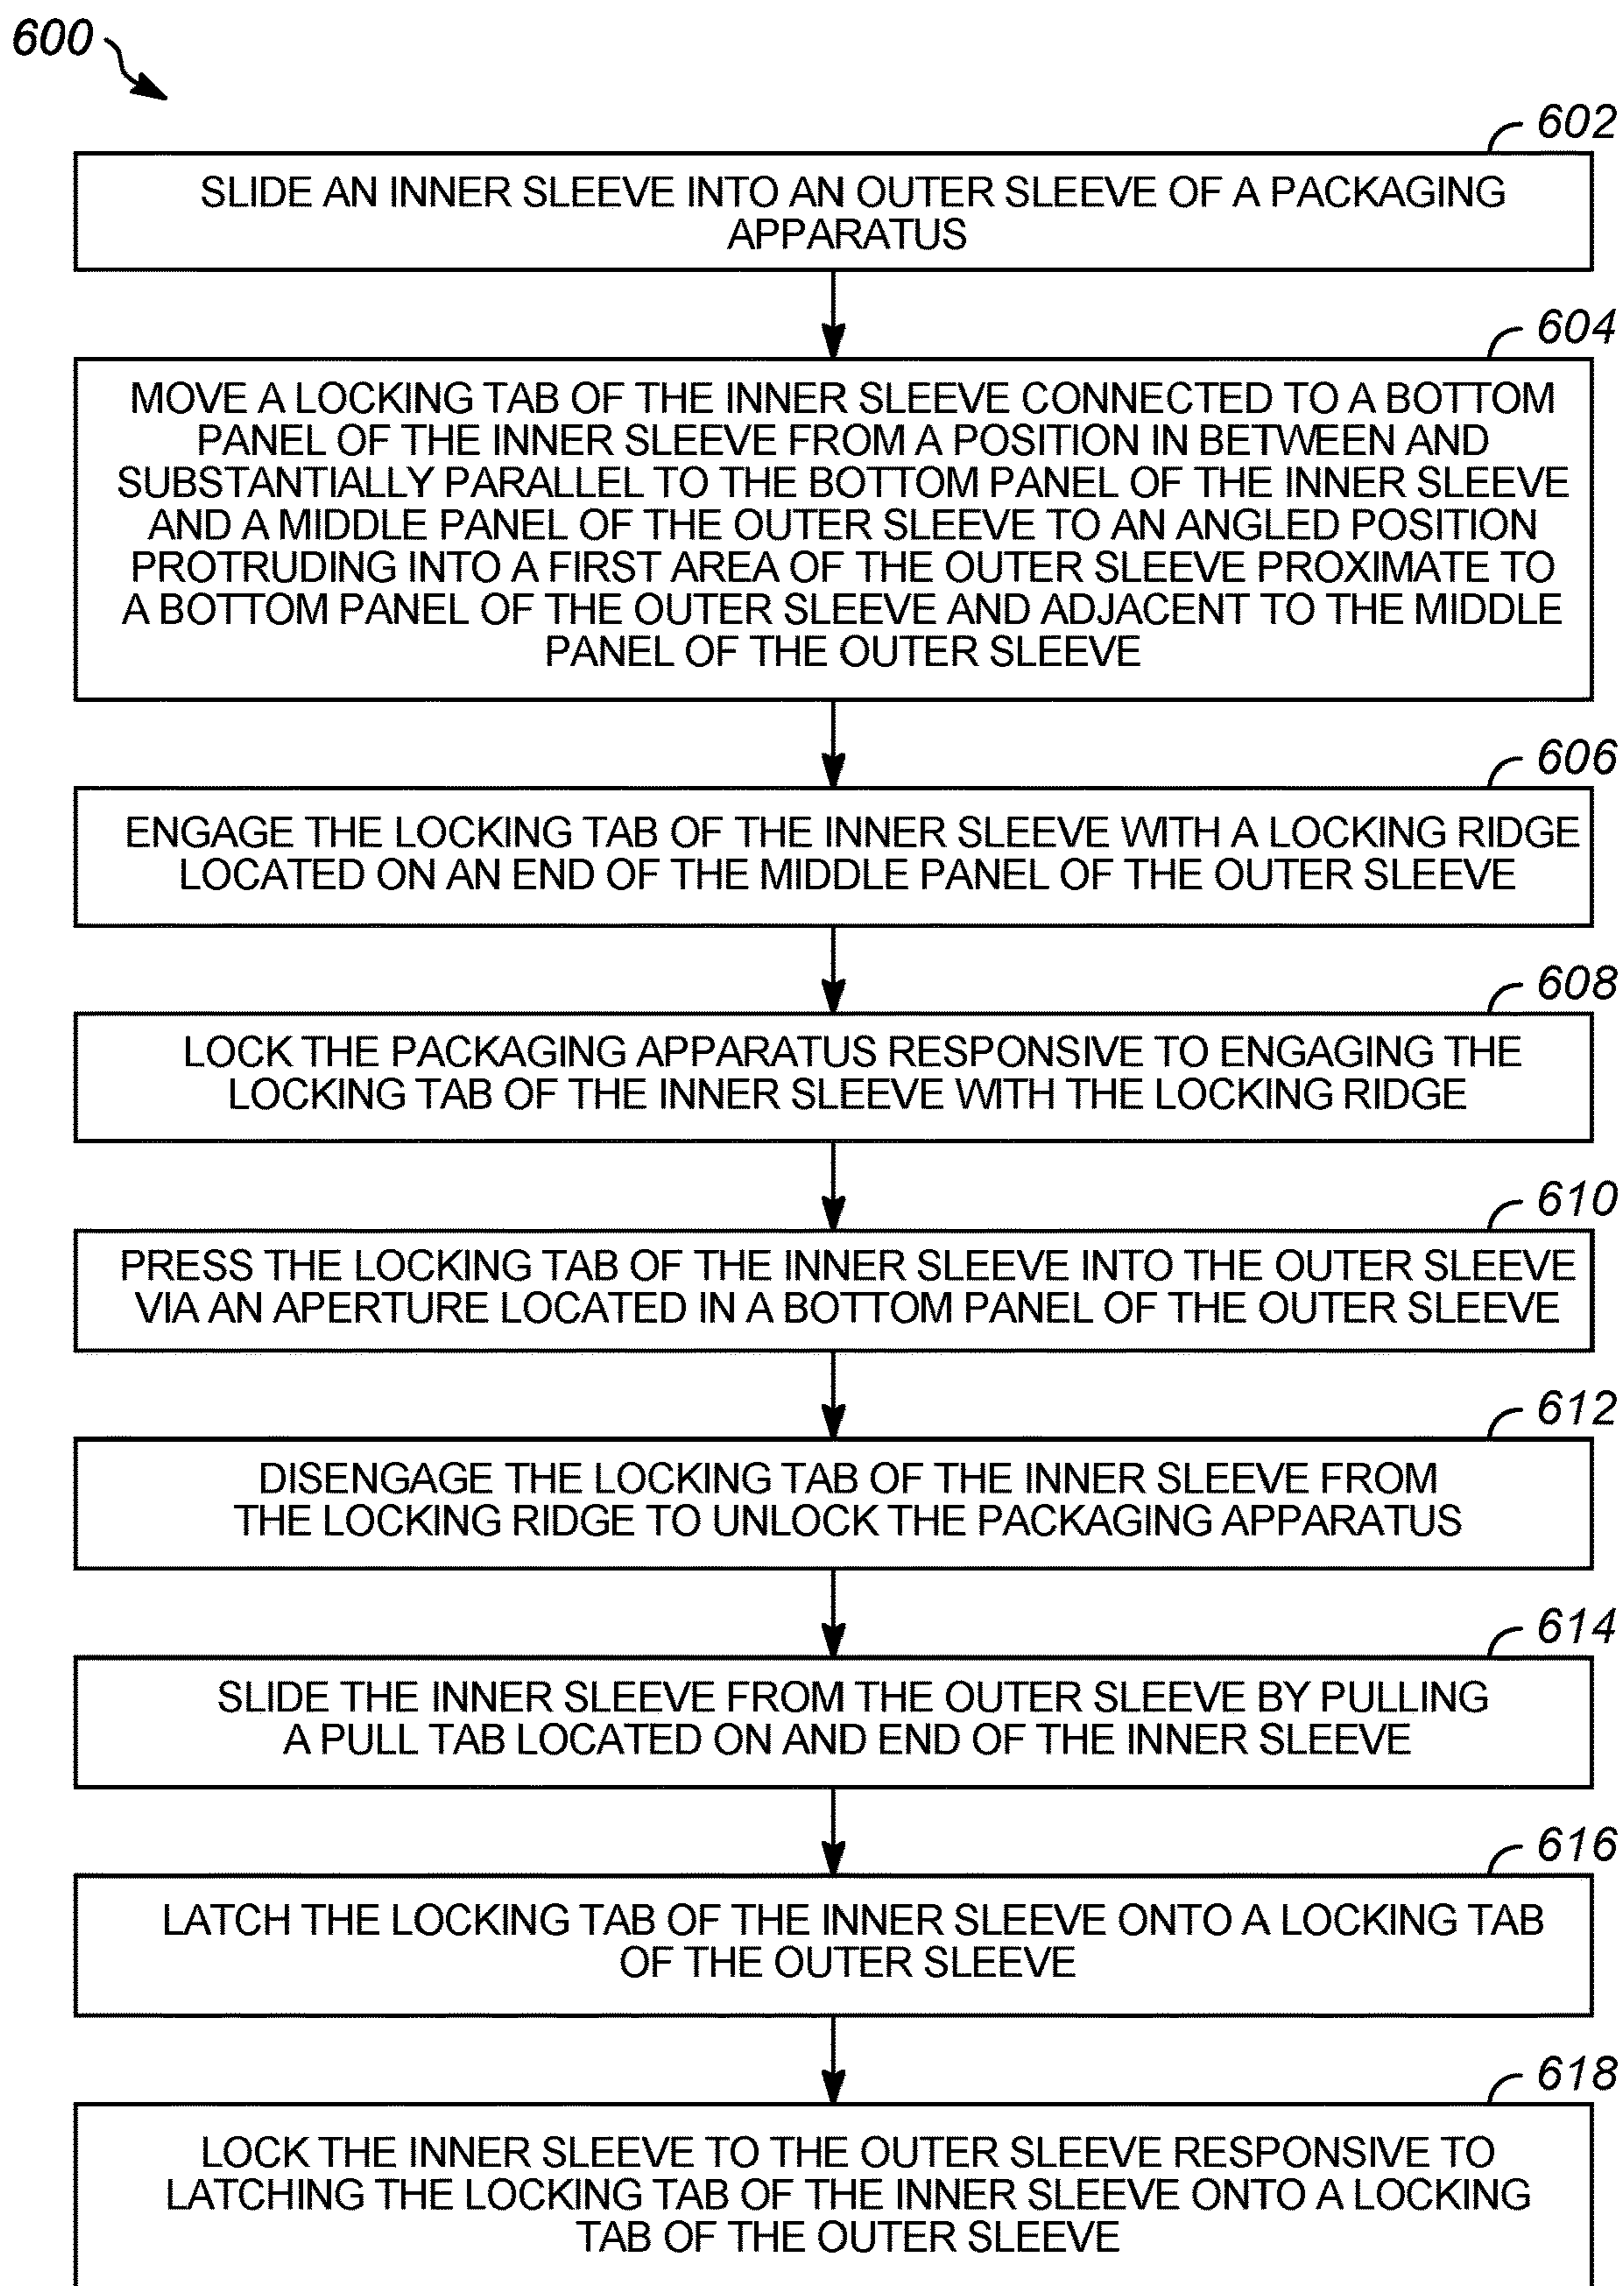 600
602
SLIDE AN INNER SLEEVE INTO AN OUTER SLEEVE OF A PACKAGING
APPARATUS
604
MOVE A LOCKING TAB OF THE INNER SLEEVE CONNECTED TO A BOTTOM
PANEL OF THE INNER SLEEVE FROM A POSITION IN BETWEEN AND
SUBSTANTIALLY PARALLEL TO THE BOTTOM PANEL OF THE INNER SLEEVE
AND A MIDDLE PANEL OF THE OUTER SLEEVE TO AN ANGLED POSITION
PROTRUDING INTO A FIRST AREA OF THE OUTER SLEEVE PROXIMATE TO
A BOTTOM PANEL OF THE OUTER SLEEVE AND ADJACENT TO THE MIDDLE
PANEL OF THE OUTER SLEEVE
606
ENGAGE THE LOCKING TAB OF THE INNER SLEEVE WITH A LOCKING RIDGE
LOCATED ON AN END OF THE MIDDLE PANEL OF THE OUTER SLEEVE
608
LOCK THE PACKAGING APPARATUS RESPONSIVE TO ENGAGING THE
LOCKING TAB OF THE INNER SLEEVE WITH THE LOCKING RIDGE
610
PRESS THE LOCKING TAB OF THE INNER SLEEVE INTO THE OUTER SLEEVE
VIA AN APERTURE LOCATED IN A BOTTOM PANEL OF THE OUTER SLEEVE
612
DISENGAGE THE LOCKING TAB OF THE INNER SLEEVE FROM
THE LOCKING RIDGE TO UNLOCK THE PACKAGING APPARATUS
614
SLIDE THE INNER SLEEVE FROM THE OUTER SLEEVE BY PULLING
A PULL TAB LOCATED ON AND END OF THE INNER SLEEVE
616
LATCH THE LOCKING TAB OF THE INNER SLEEVE ONTO A LOCKING TAB
OF THE OUTER SLEEVE
618
LOCK THE INNER SLEEVE TO THE OUTER SLEEVE RESPONSIVE TO
LATCHING THE LOCKING TAB OF THE INNER SLEEVE ONTO A LOCKING
TAB OF THE OUTER SLEEVE